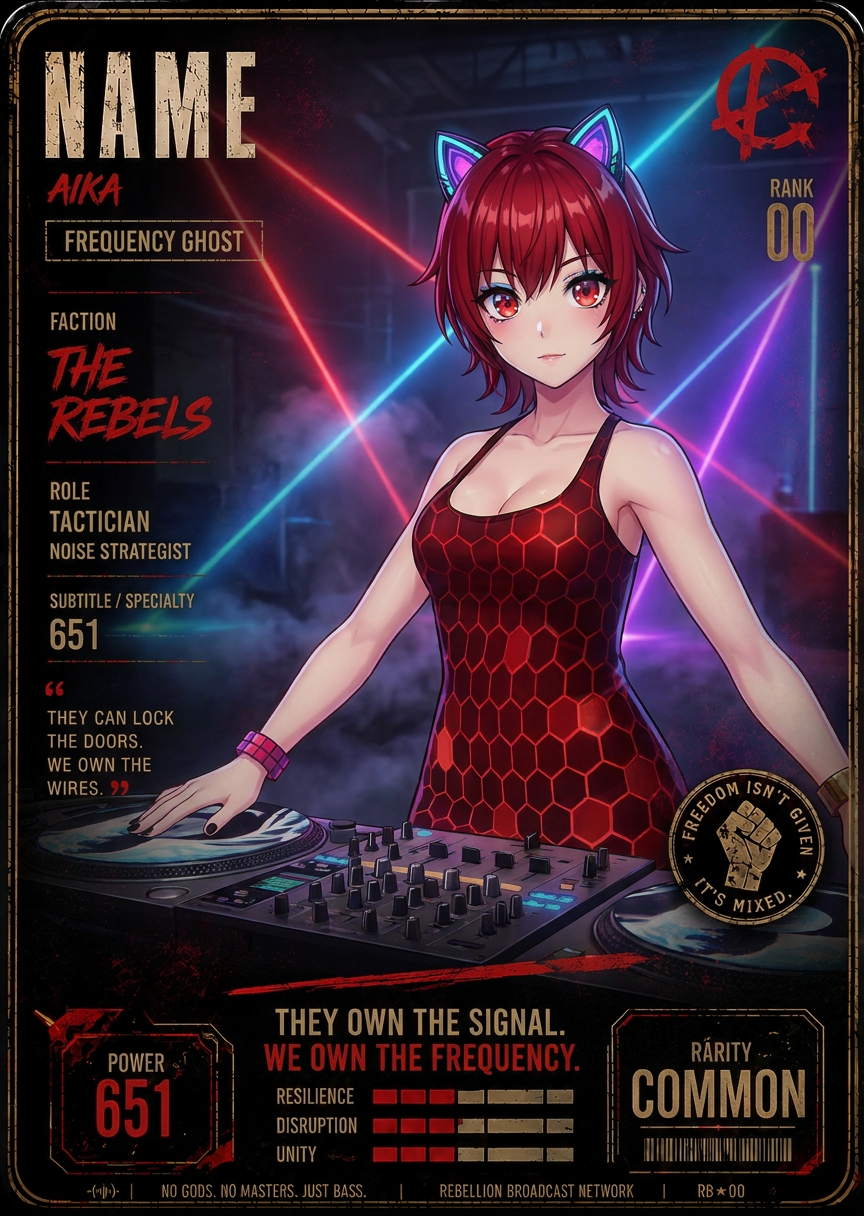 NAME
AIKA
FREQUENCY GHOST
RANK
00
FACTION
THE
REBELS
ROLE
TACTICIAN
NOISE STRATEGIST
SUBTITLE / SPECIALTY
651
“
THEY CAN LOCK
THE DOORS.
WE OWN THE
WIRES. ”
FREEDOM ISN'T GIVEN
★ IT'S MIXED. ★
THEY OWN THE SIGNAL.
WE OWN THE FREQUENCY.
POWER
651
RESILIENCE
DISRUPTION
UNITY
RARITY
COMMON
NO GODS. NO MASTERS. JUST BASS. | REBELLION BROADCAST NETWORK | RB★00